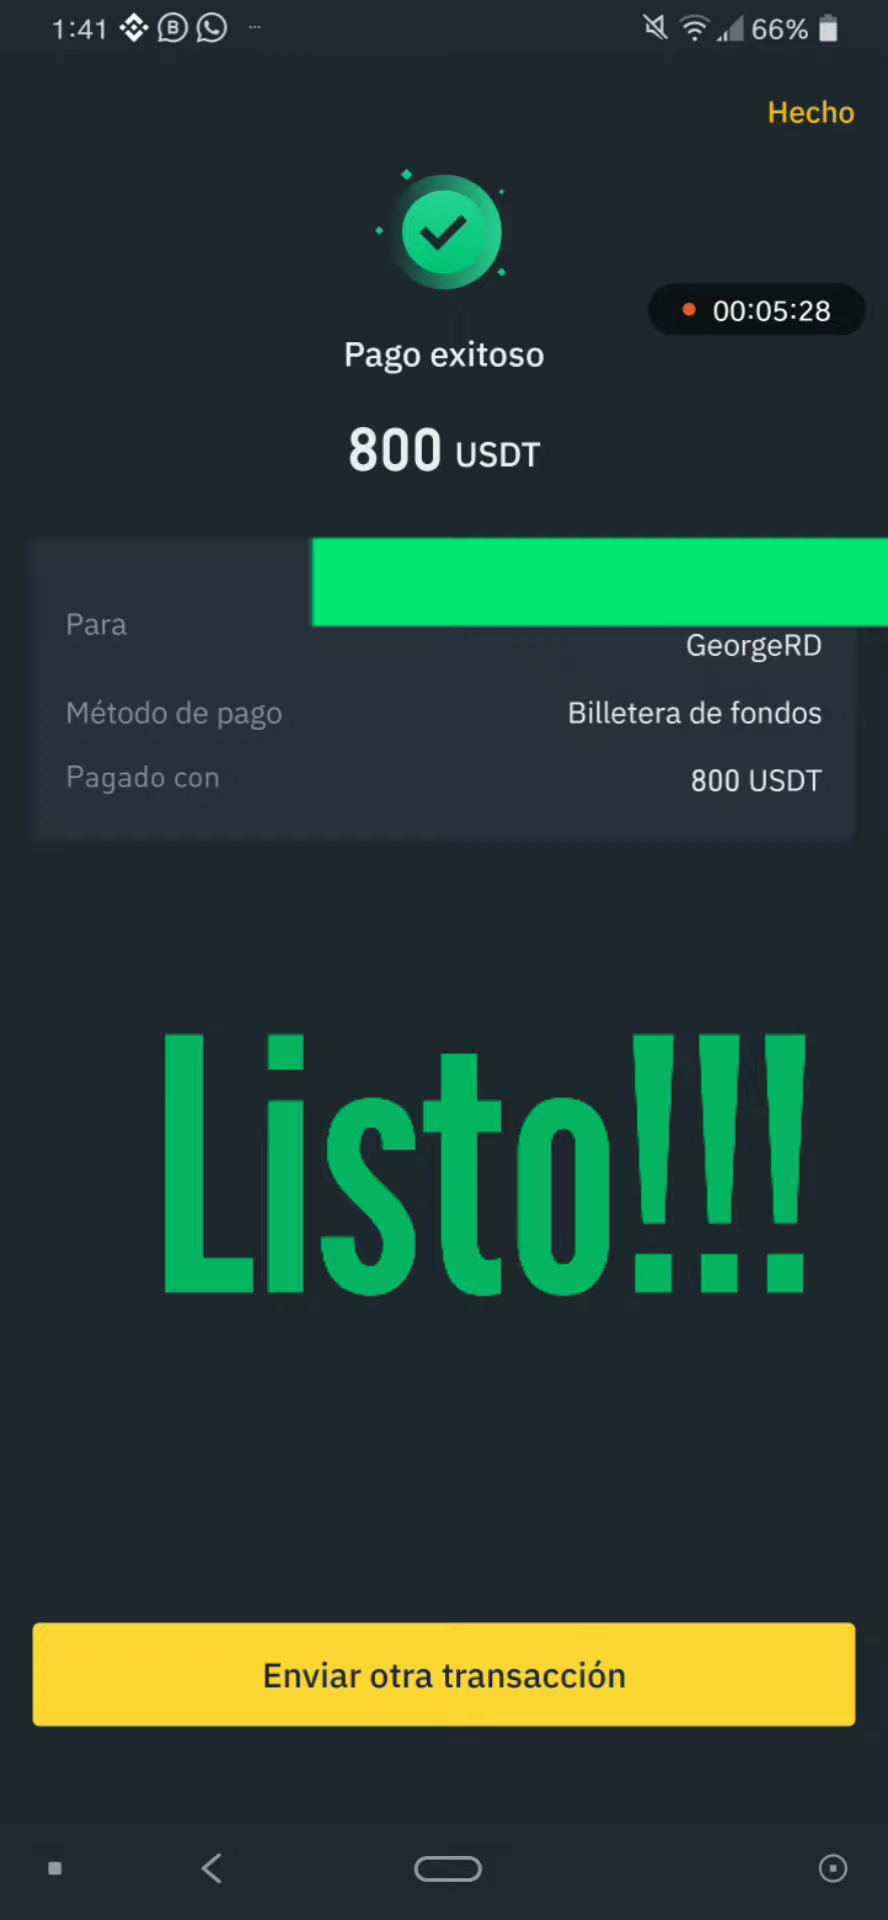 1:41
66%
Hecho
00:05:28
Pago exitoso
800 USDT
Para
GeorgeRD
Método de pago
Billetera de fondos
Pagado con
800 USDT
Listo!!!
Enviar otra transacción